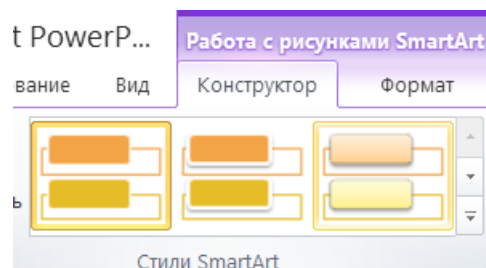 t PowerP...
Работа с рисунками SmartArt
вание Вид Конструктор Формат
ь
Стили SmartArt